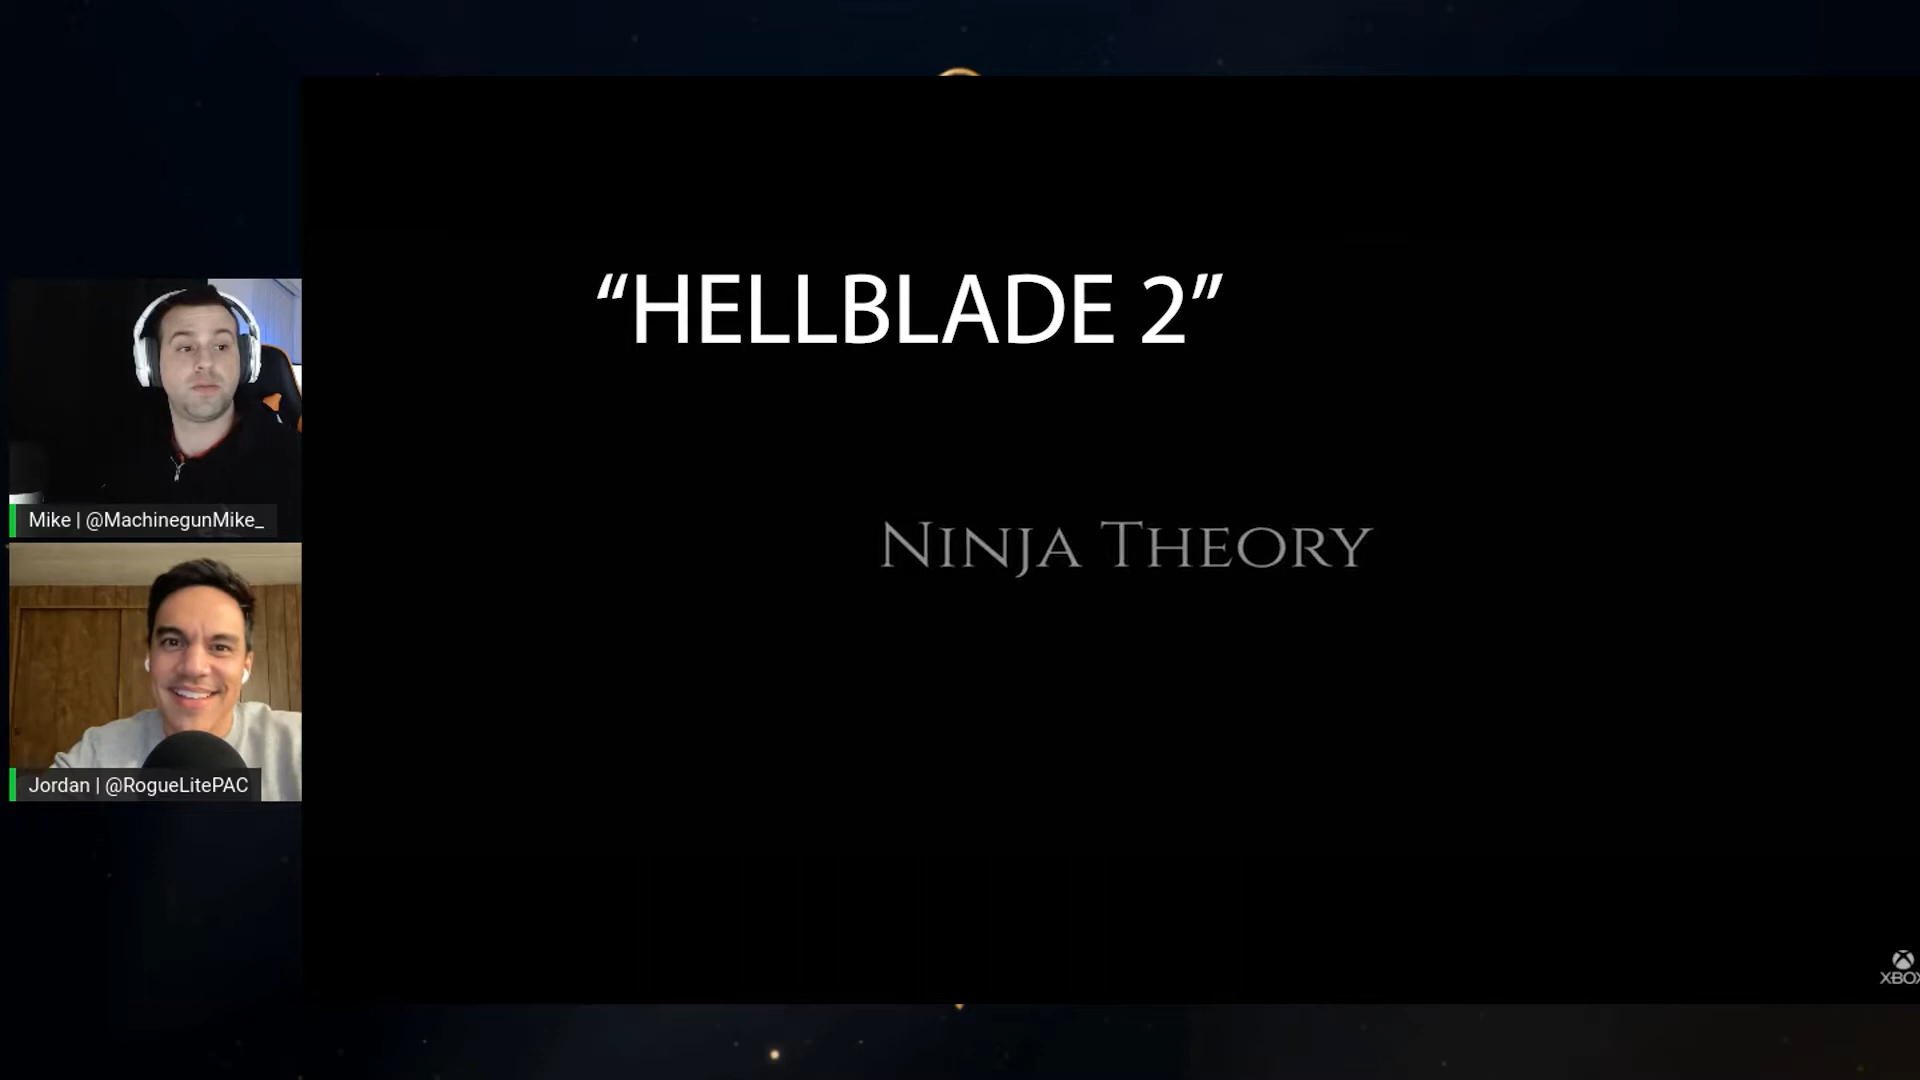 “HELLBLADE 2”
Mike | @MachinegunMike_
NINJA THEORY
Jordan | @RogueLitePAC
XBOX